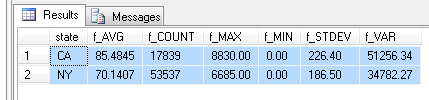 Results Messages
state f_AVG f_COUNT f_MAX f_MIN f_STDEV f_VAR
1 CA 85.4845 17839 8830.00 0.00 226.40 51256.34
2 NY 70.1407 53537 6685.00 0.00 186.50 34782.27